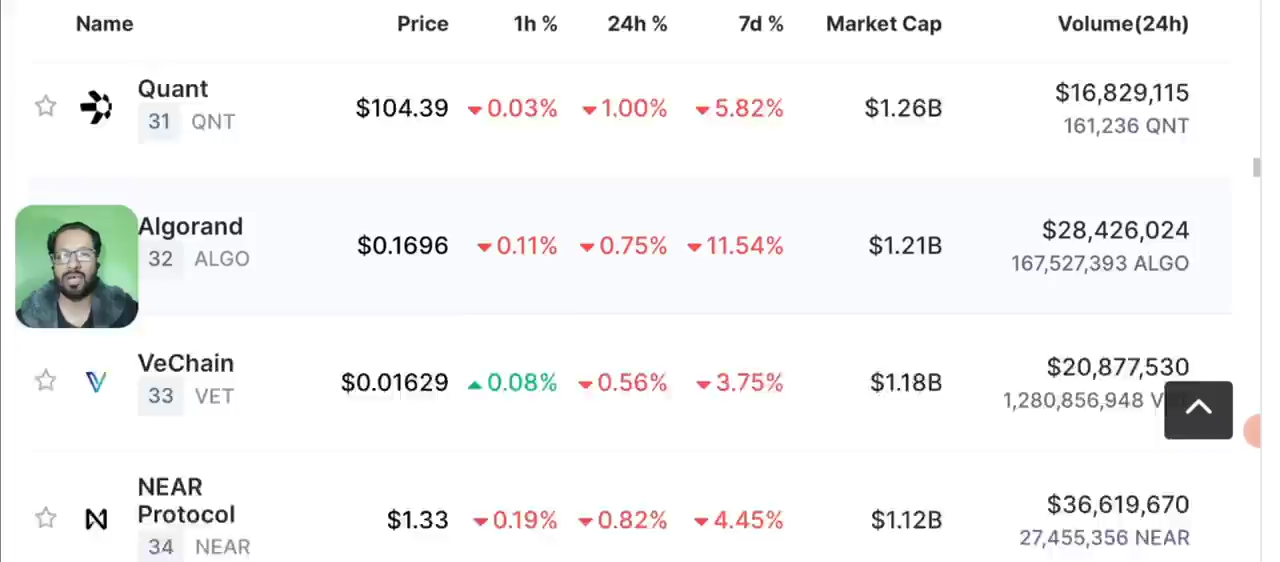 Name Price 1h % 24h % 7d % Market Cap Volume(24h)
Quant
31 QNT
$104.39 0.03% 1.00% 5.82% $1.26B $16,829,115
161,236 QNT
Algorand
32 ALGO
$0.1696 0.11% 0.75% 11.54% $1.21B $28,426,024
167,527,393 ALGO
VeChain
33 VET
$0.01629 0.08% 0.56% 3.75% $1.18B $20,877,530
1,280,856,948
NEAR
Protocol
34 NEAR
$1.33 0.19% 0.82% 4.45% $1.12B $36,619,670
27,455,356 NEAR